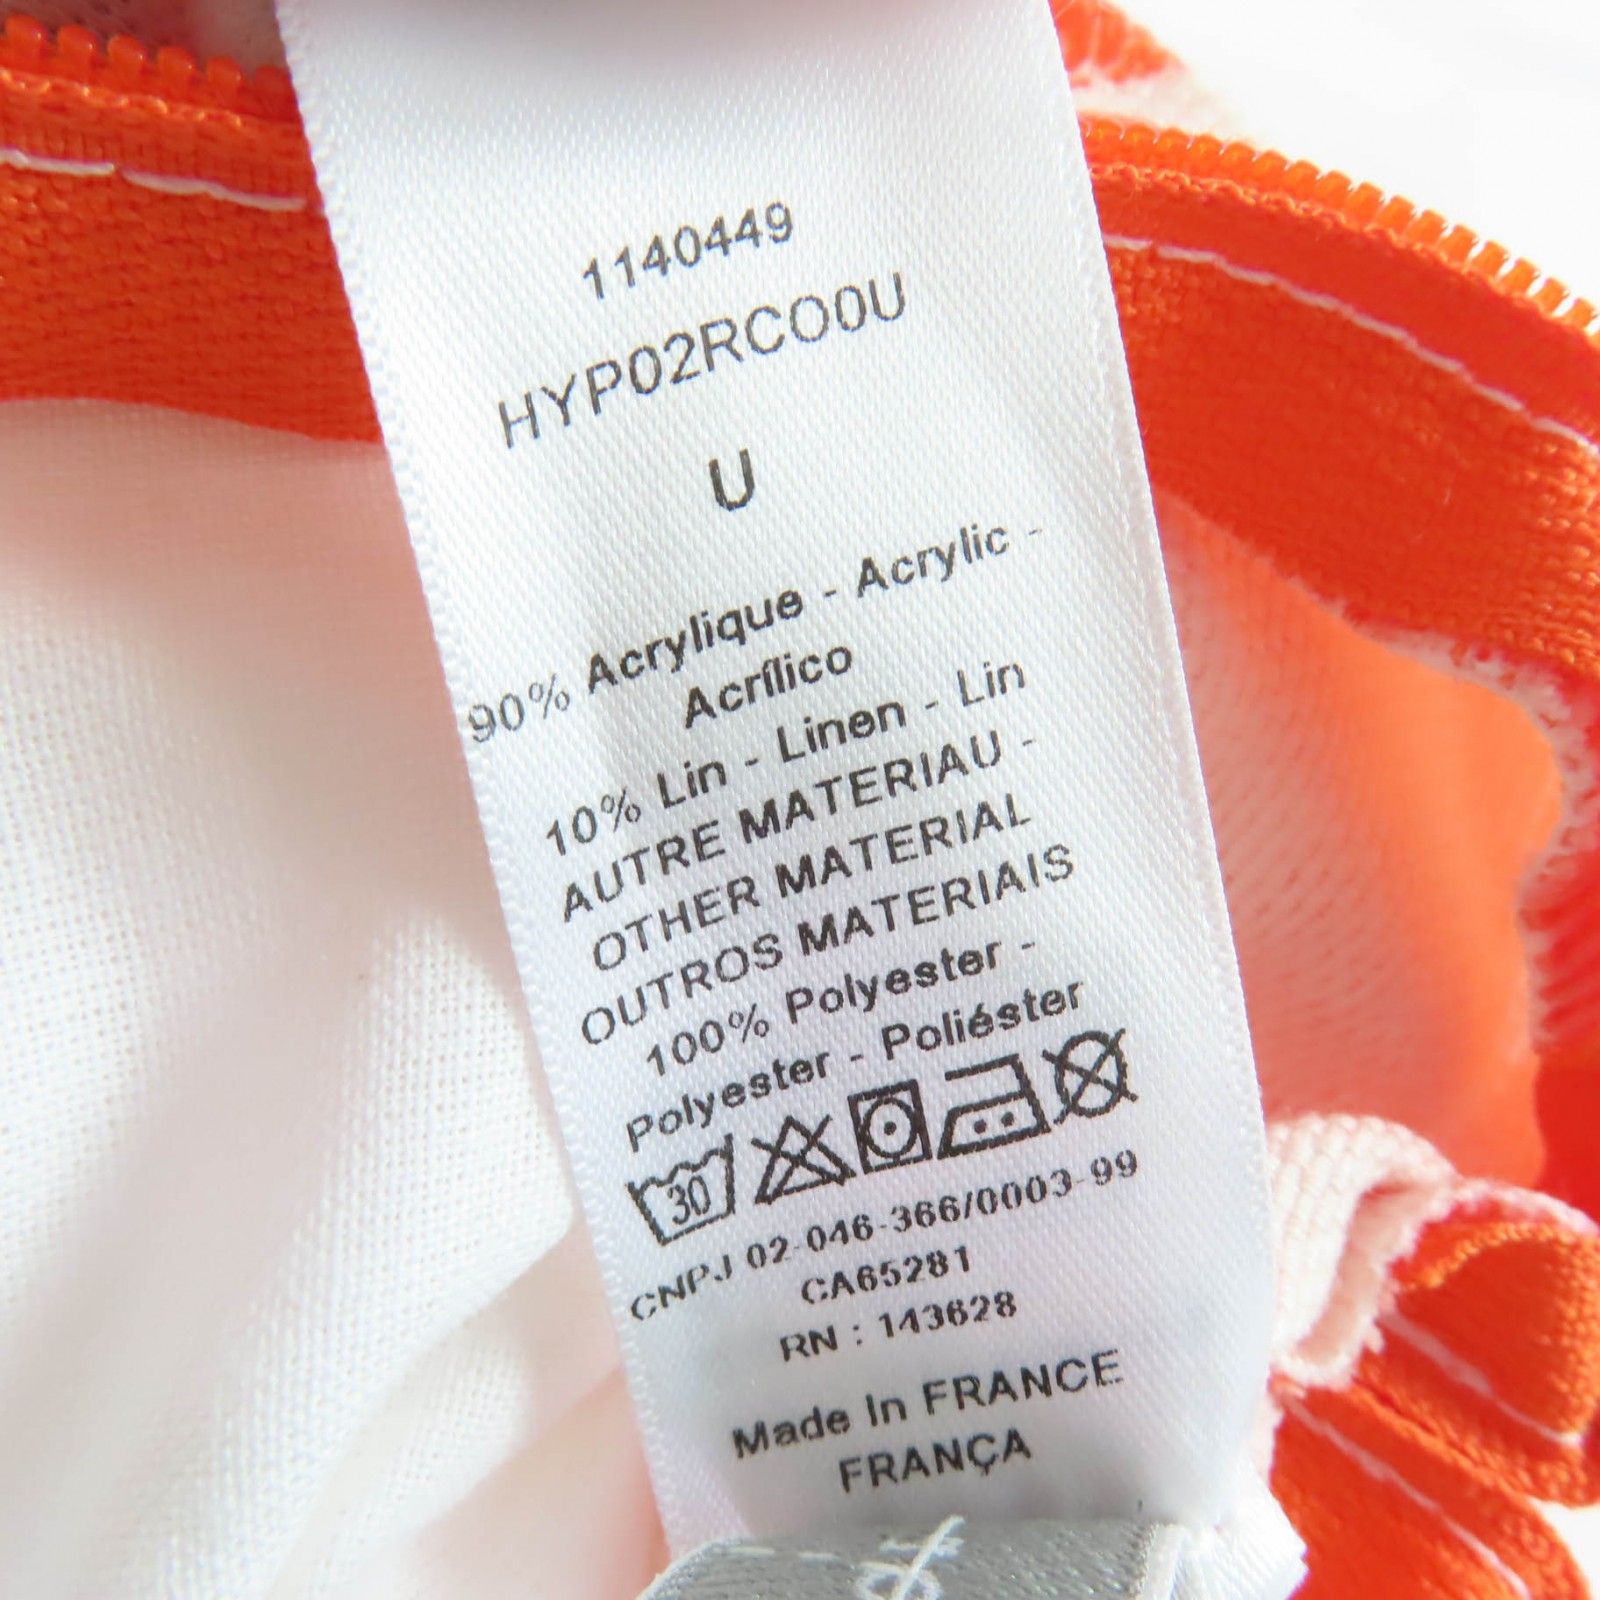 1140449
HYP02RCO0U
U
90% Acrylique - Acrylic -
Acrílico
10% Lin - Linen - Lin
AUTRE MATERIAU -
OTHER MATERIAL
OUTROS MATERIAIS
100% Polyester -
Polyester - Poliéster
30
CNPJ 02-046-366/0003-99
CA65281
RN : 143628
Made In FRANCE
FRANÇA